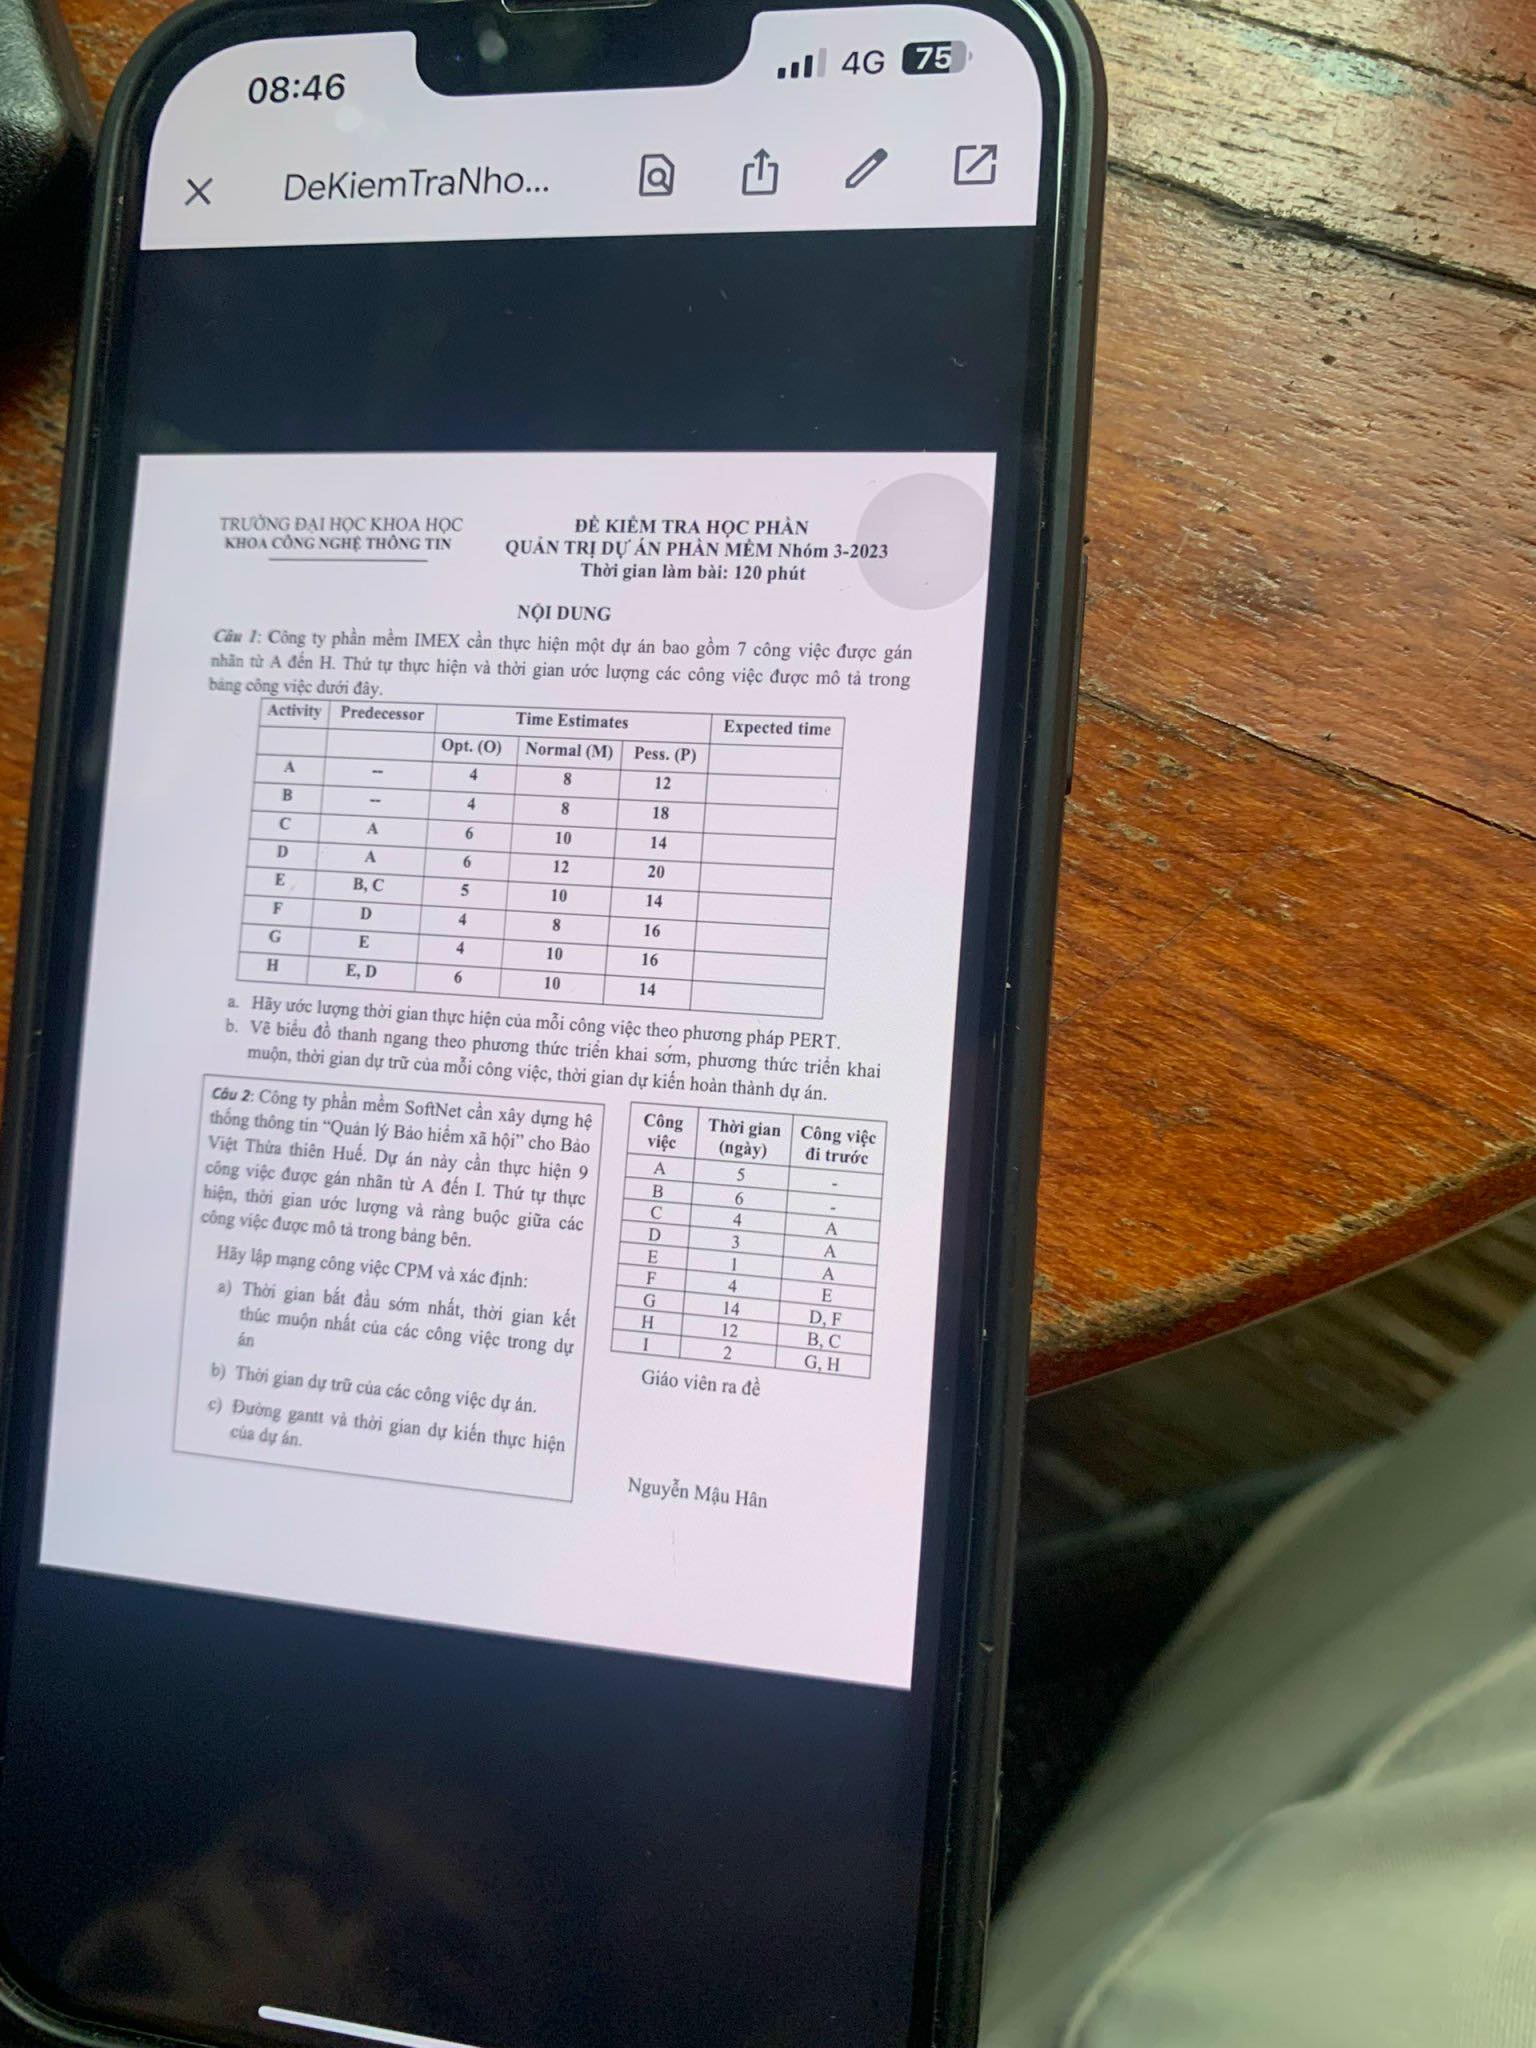 08:46
4G 75
DeKiemTraNho...
TRƯỜNG ĐẠI HỌC KHOA HỌC
KHOA CÔNG NGHỆ THÔNG TIN
ĐỀ KIỂM TRA HỌC PHẦN
QUẢN TRỊ DỰ ÁN PHẦN MỀM Nhóm 3-2023
Thời gian làm bài: 120 phút
NỘI DUNG
Câu 1: Công ty phần mềm IMEX cần thực hiện một dự án bao gồm 7 công việc được gán
nhãn từ A đến H. Thứ tự thực hiện và thời gian ước lượng các công việc được mô tả trong
bảng công việc dưới đây.
Activity Predecessor Time Estimates Expected time
Opt. (O) Normal (M) Pess. (P)
A -- 4 8 12
B -- 4 8 18
C A 6 10 14
D A 6 12 20
E B, C 5 10 14
F D 4 8 16
G E 4 10 16
H E, D 6 10 14
a. Hãy ước lượng thời gian thực hiện của mỗi công việc theo phương pháp PERT.
b. Vẽ biểu đồ thanh ngang theo phương thức triển khai sớm, phương thức triển khai
muộn, thời gian dự trữ của mỗi công việc, thời gian dự kiến hoàn thành dự án.
Câu 2: Công ty phần mềm SoftNet cần xây dựng hệ
thống thông tin “Quản lý Bảo hiểm xã hội” cho Bảo
Việt Thừa thiên Huế. Dự án này cần thực hiện 9
công việc được gán nhãn từ A đến I. Thứ tự thực
hiện, thời gian ước lượng và ràng buộc giữa các
công việc được mô tả trong bảng bên.
Hãy lập mạng công việc CPM và xác định:
a) Thời gian bắt đầu sớm nhất, thời gian kết
thúc muộn nhất của các công việc trong dự
án
b) Thời gian dự trữ của các công việc dự án.
c) Đường gantt và thời gian dự kiến thực hiện
của dự án.
Công Thời gian Công việc
việc (ngày) đi trước
A 5 -
B 6 -
C 4 A
D 3 A
E 1 A
F 4 E
G 14 D, F
H 12 B, C
I 2 G, H
Giáo viên ra đề
Nguyễn Mậu Hân